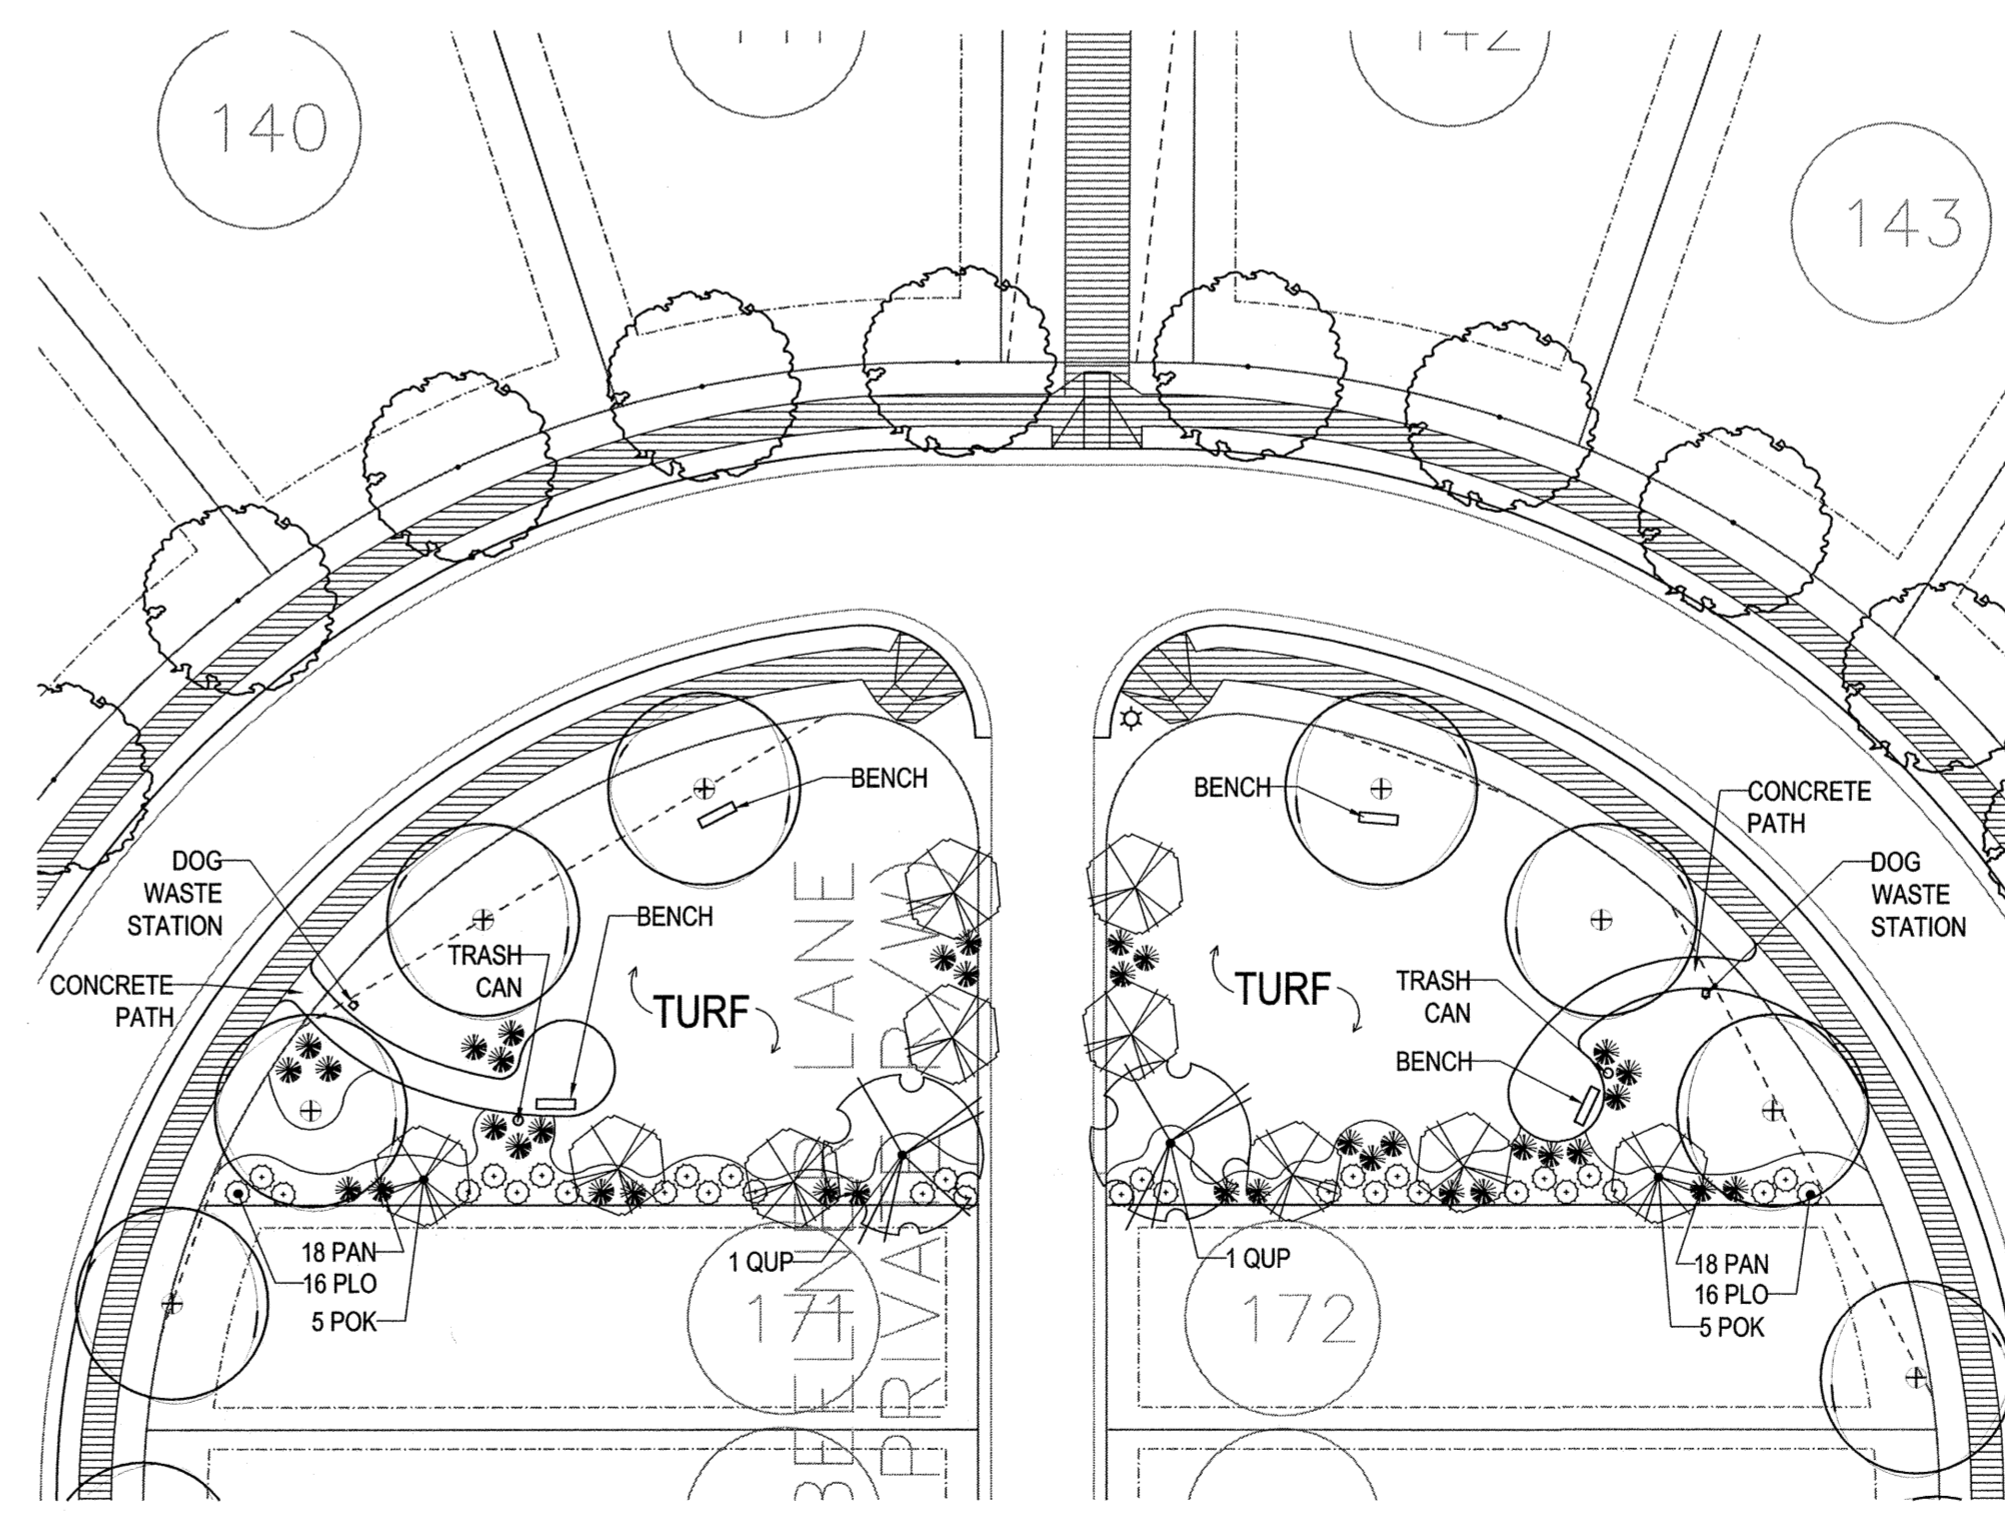 140
142
143
BENCH
BENCH
CONCRETE
PATH
DOG
WASTE
STATION
DOG
WASTE
STATION
BENCH
TRASH
CAN
CONCRETE
PATH
TURF
TURF
TRASH
CAN
BENCH
LANE
R/W)
PRIVATE
18 PAN
16 PLO
5 POK
1 QUP
1 QUP
18 PAN
16 PLO
5 POK
171
172